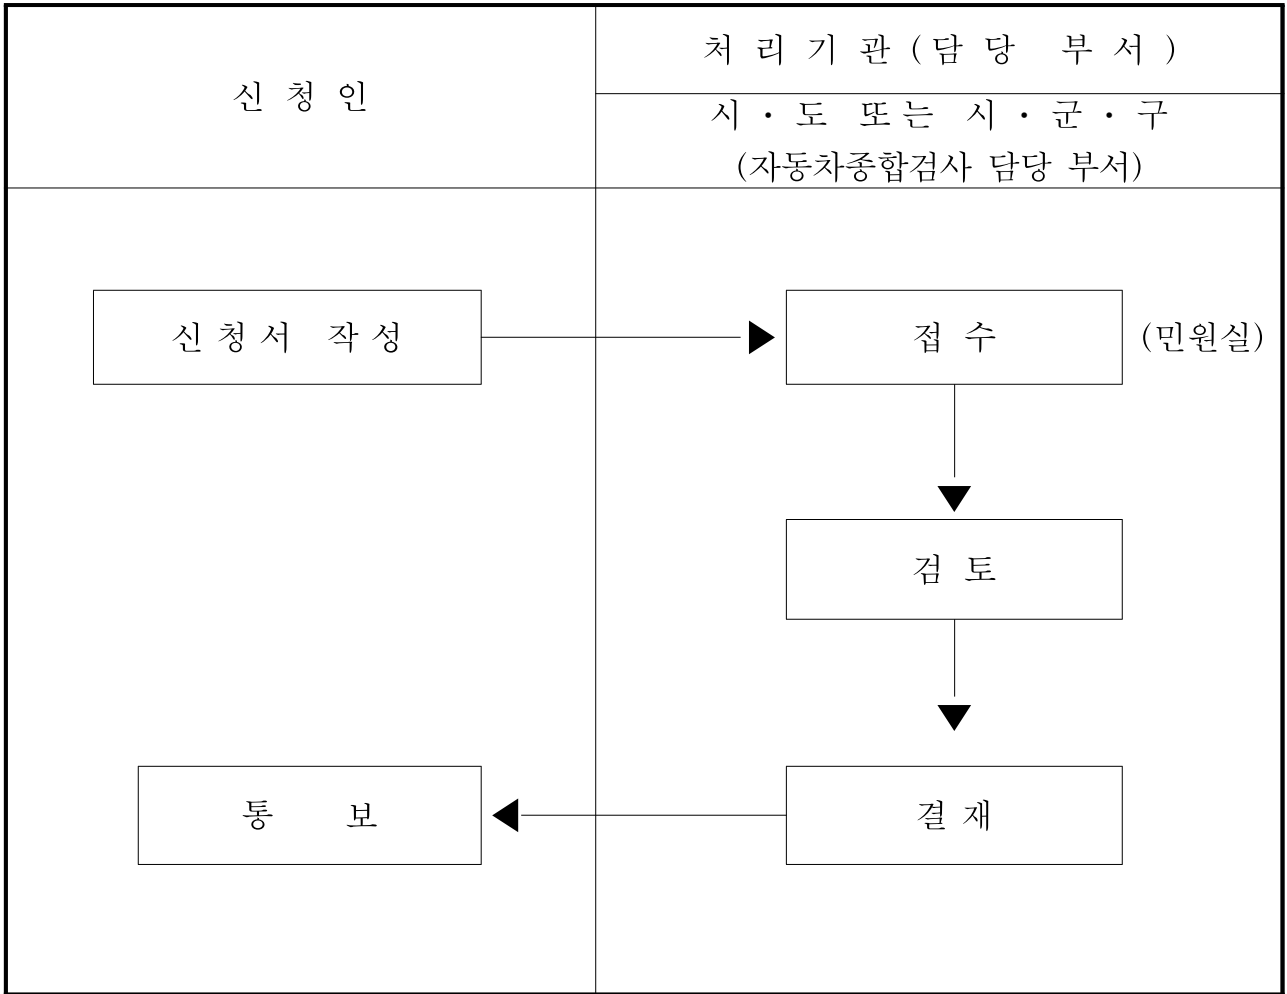 신청인
처리기관(담당 부서)
시·도 또는 시·군·구
(자동차종합검사 담당 부서)
신청서 작성
접수
(민원실)
검토
통 보
결재